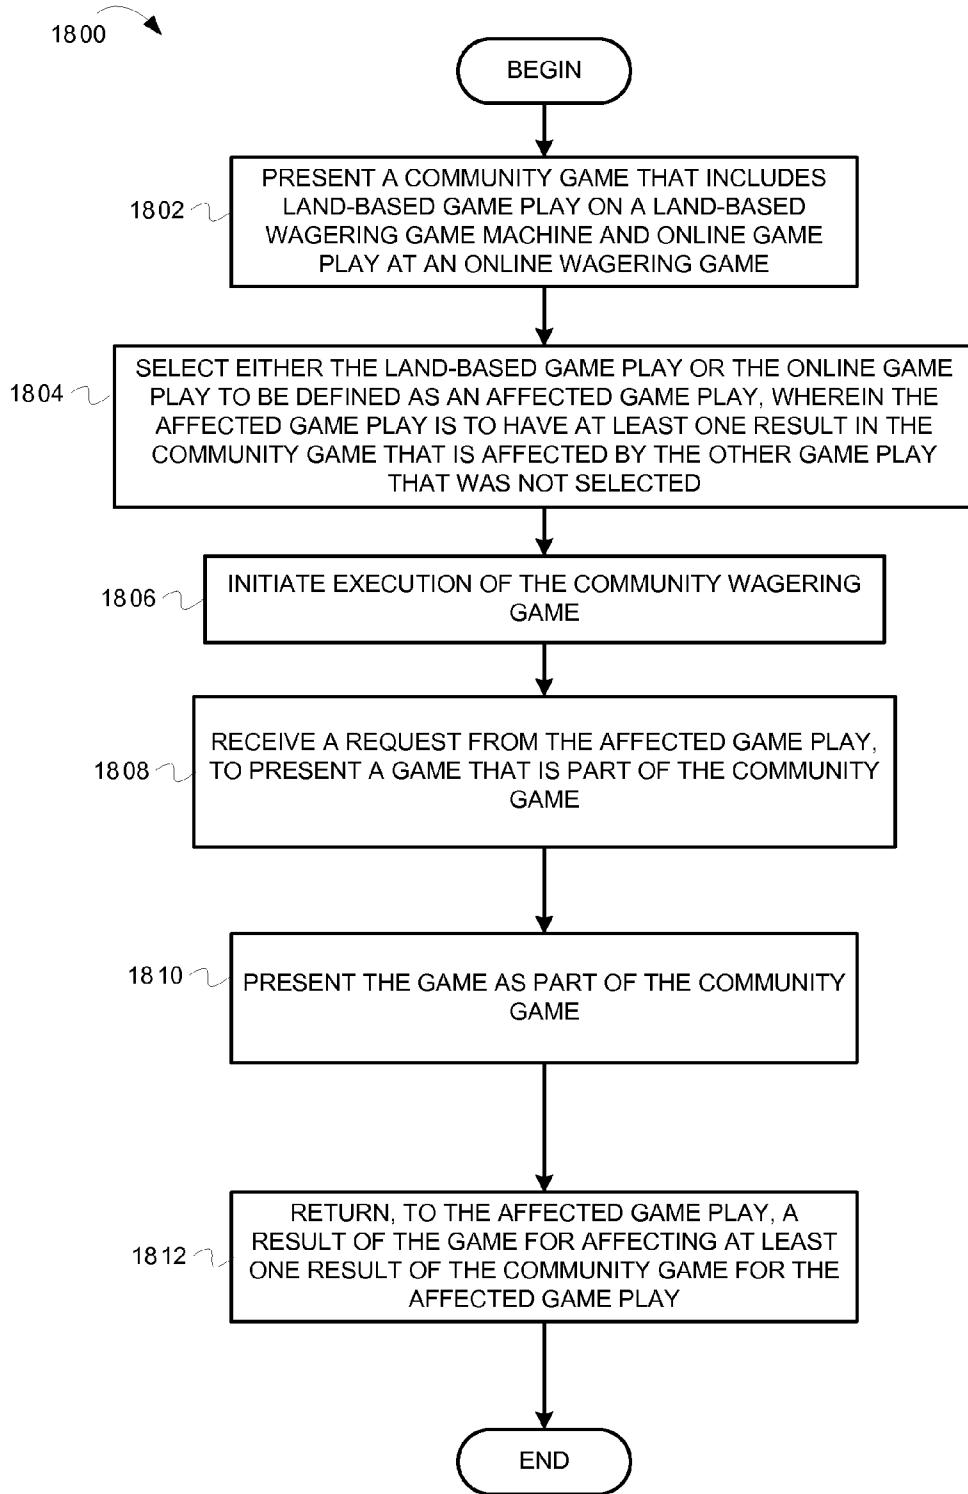 1800
BEGIN
1802
PRESENT A COMMUNITY GAME THAT INCLUDES
LAND-BASED GAME PLAY ON A LAND-BASED
WAGERING GAME MACHINE AND ONLINE GAME
PLAY AT AN ONLINE WAGERING GAME
1804
SELECT EITHER THE LAND-BASED GAME PLAY OR THE ONLINE GAME
PLAY TO BE DEFINED AS AN AFFECTED GAME PLAY, WHEREIN THE
AFFECTED GAME PLAY IS TO HAVE AT LEAST ONE RESULT IN THE
COMMUNITY GAME THAT IS AFFECTED BY THE OTHER GAME PLAY
THAT WAS NOT SELECTED
1806
INITIATE EXECUTION OF THE COMMUNITY WAGERING
GAME
1808
RECEIVE A REQUEST FROM THE AFFECTED GAME PLAY,
TO PRESENT A GAME THAT IS PART OF THE COMMUNITY
GAME
1810
PRESENT THE GAME AS PART OF THE COMMUNITY
GAME
1812
RETURN, TO THE AFFECTED GAME PLAY, A
RESULT OF THE GAME FOR AFFECTING AT LEAST
ONE RESULT OF THE COMMUNITY GAME FOR THE
AFFECTED GAME PLAY
END